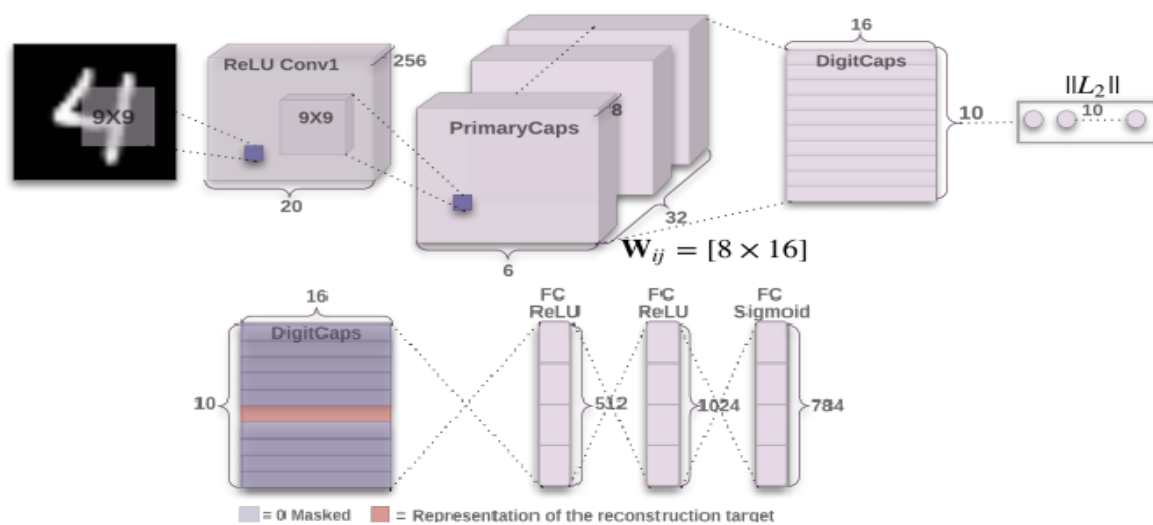 16
DigitCaps
ReLU Conv1
256
9X9
9X9
8
PrimaryCaps
||L₂||
10
10
20
32
6
W_ij = [8 × 16]
16
DigitCaps
10
FC
ReLU
512
FC
ReLU
1024
FC
Sigmoid
784
= 0 Masked
= Representation of the reconstruction target